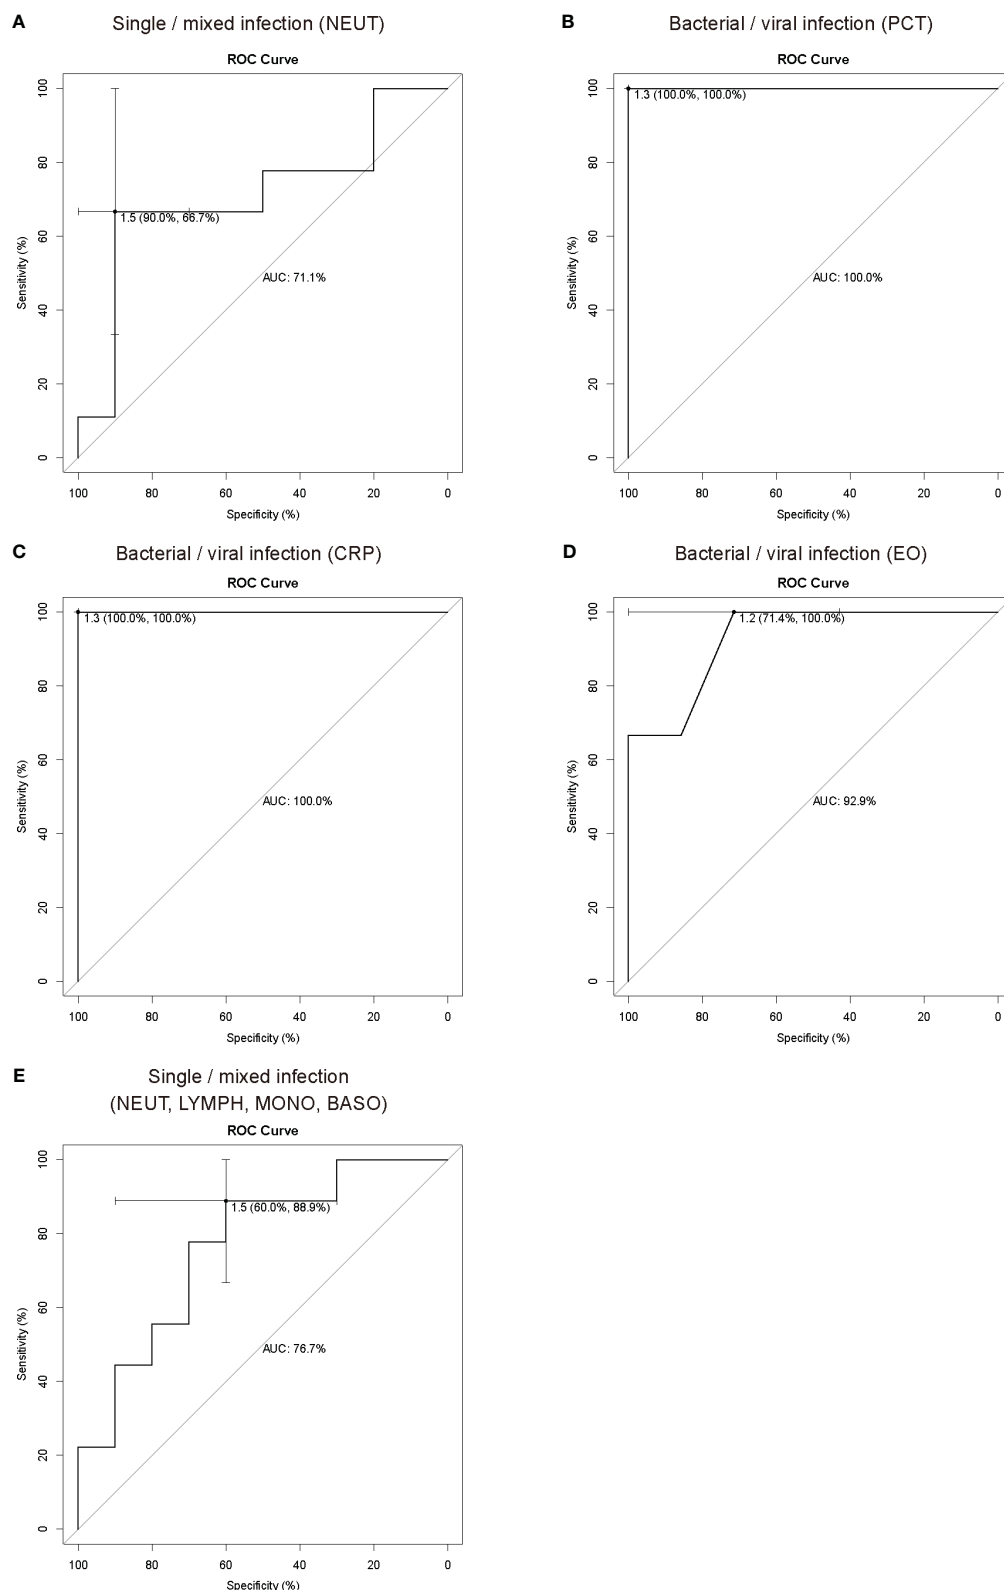 A
Single / mixed infection (NEUT)
ROC Curve
Sensitivity (%)
100
80
60
40
20
0
1.5 (90.0%, 66.7%)
AUC: 71.1%
100 80 60 40 20 0
Specificity (%)
B
Bacterial / viral infection (PCT)
ROC Curve
Sensitivity (%)
100
80
60
40
20
0
1.3 (100.0%, 100.0%)
AUC: 100.0%
100 80 60 40 20 0
Specificity (%)
C
Bacterial / viral infection (CRP)
ROC Curve
Sensitivity (%)
100
80
60
40
20
0
1.3 (100.0%, 100.0%)
AUC: 100.0%
100 80 60 40 20 0
Specificity (%)
D
Bacterial / viral infection (EO)
ROC Curve
Sensitivity (%)
100
80
60
40
20
0
1.2 (71.4%, 100.0%)
AUC: 92.9%
100 80 60 40 20 0
Specificity (%)
E
Single / mixed infection
(NEUT, LYMPH, MONO, BASO)
ROC Curve
Sensitivity (%)
100
80
60
40
20
0
1.5 (60.0%, 88.9%)
AUC: 76.7%
100 80 60 40 20 0
Specificity (%)